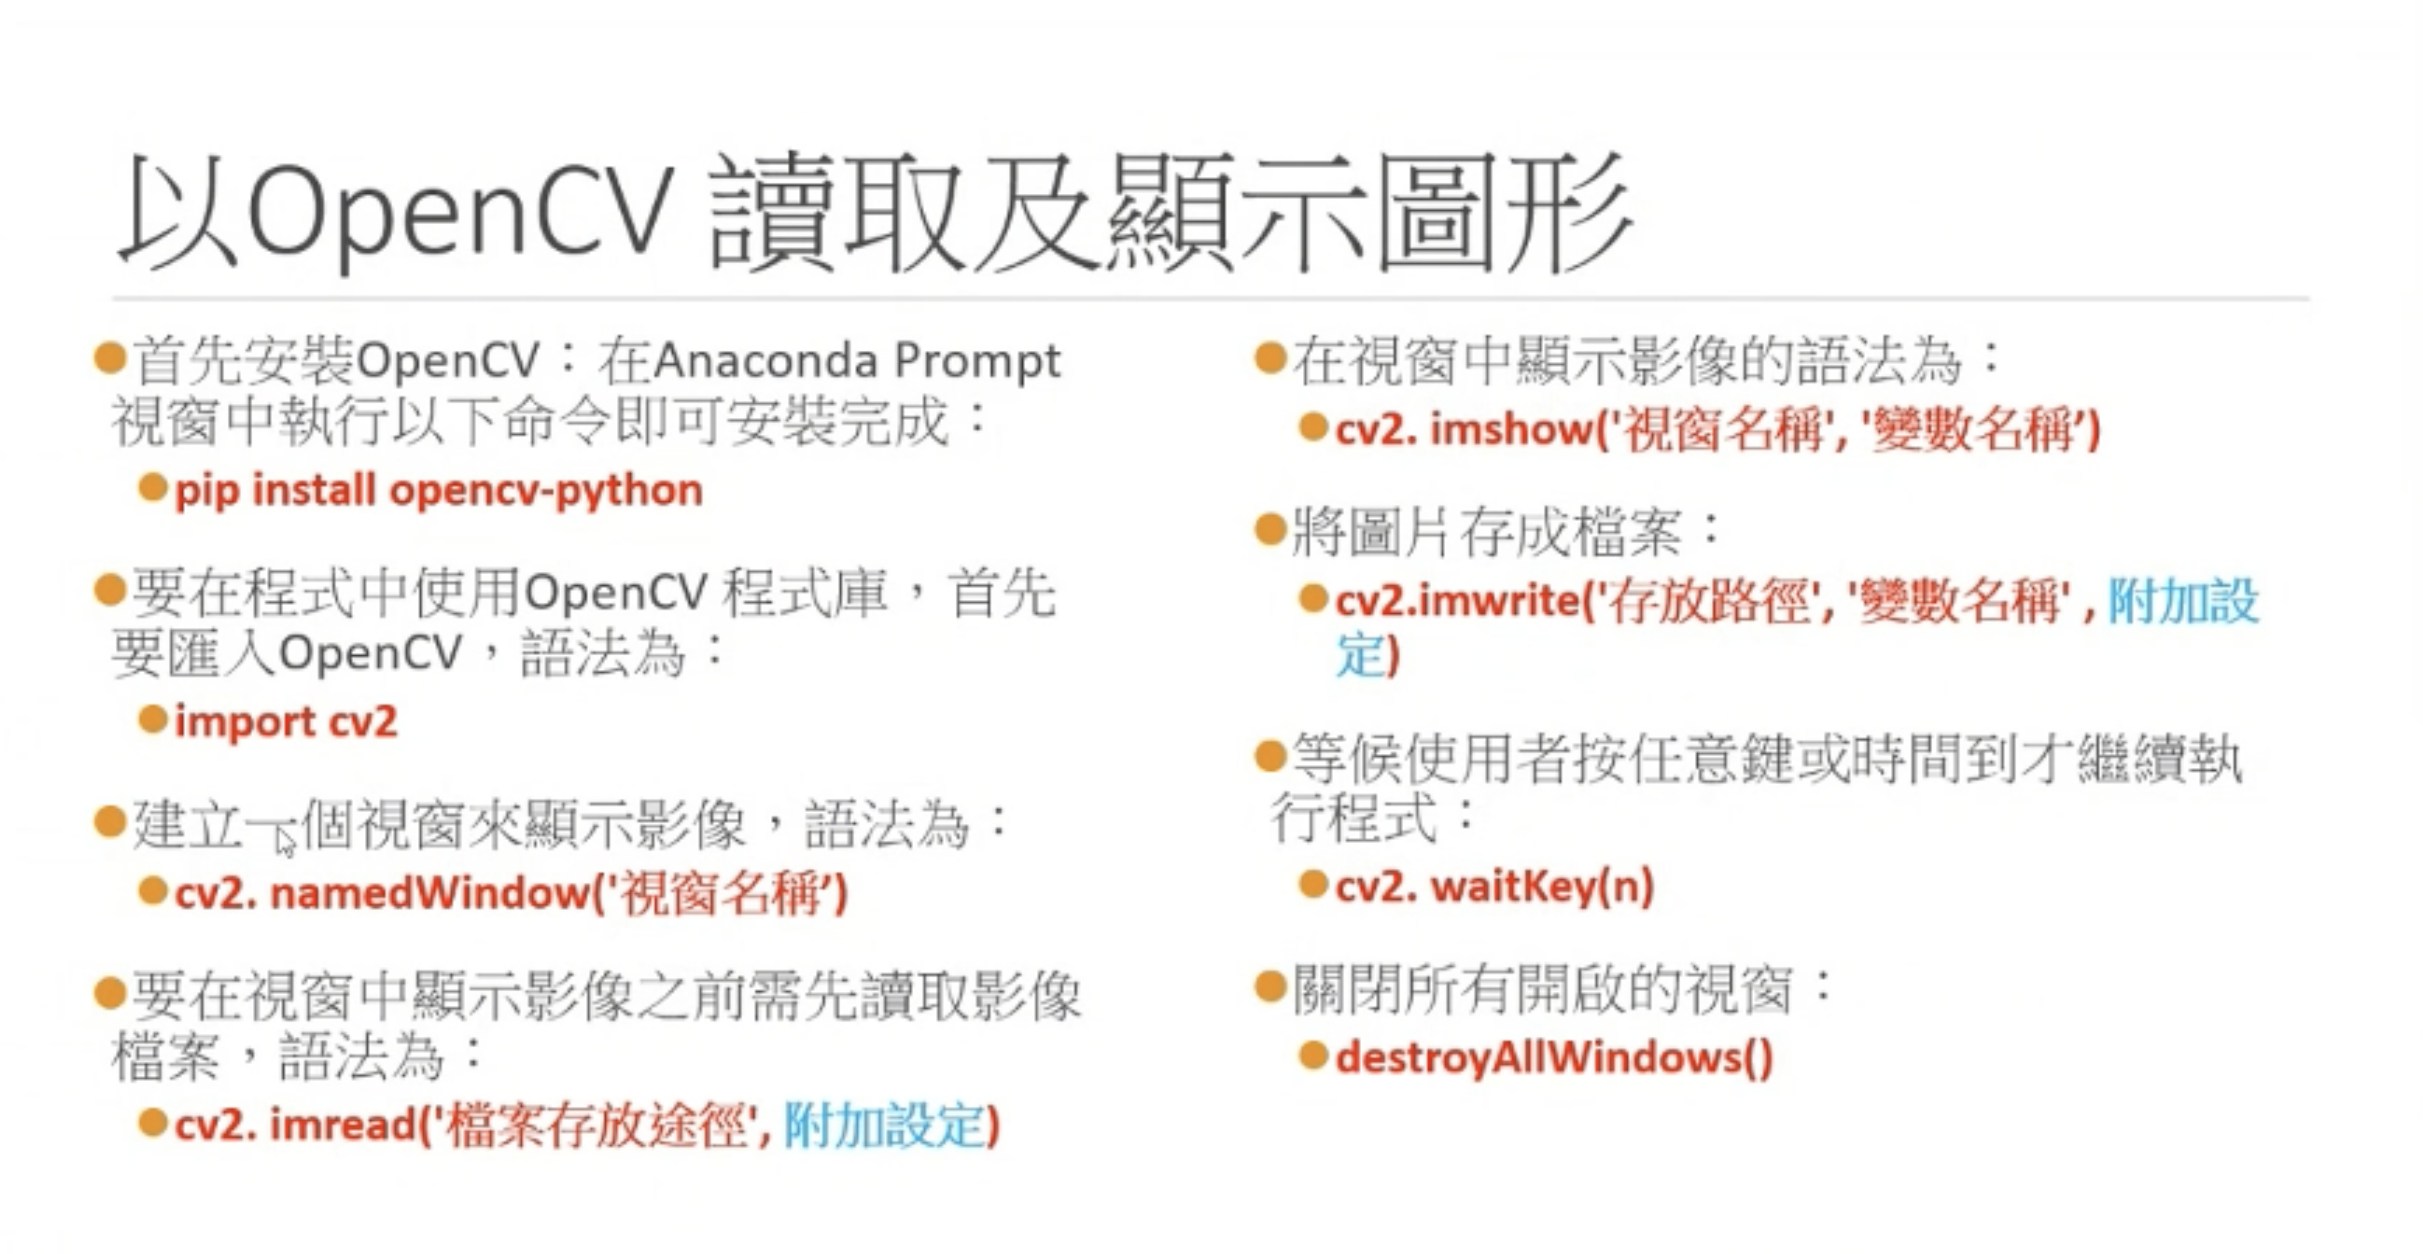 以OpenCV 讀取及顯示圖形
●首先安裝OpenCV：在Anaconda Prompt
視窗中執行以下命令即可安裝完成：
●pip install opencv-python
●要在程式中使用OpenCV 程式庫，首先
要匯入OpenCV，語法為：
●import cv2
●建立一個視窗來顯示影像，語法為：
●cv2. namedWindow('視窗名稱’)
●要在視窗中顯示影像之前需先讀取影像
檔案，語法為：
●cv2. imread('檔案存放途徑', 附加設定)
●在視窗中顯示影像的語法為：
●cv2. imshow('視窗名稱', '變數名稱’)
●將圖片存成檔案：
●cv2.imwrite('存放路徑', '變數名稱' , 附加設
定)
●等候使用者按任意鍵或時間到才繼續執
行程式：
●cv2. waitKey(n)
●關閉所有開啟的視窗：
●destroyAllWindows()